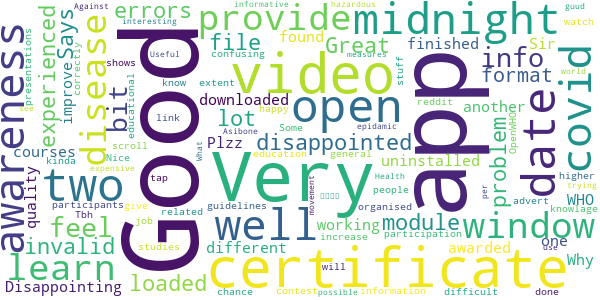 Good
Very
app
certificate
video
midnight
provide
open
well
two
date
covid
window
awareness
disease
learn
errors
file
Great
finished
Sir
info
format
found
says
bit
experienced
improve
downloaded
another
lot
disappointed
uninstalled
problem
courses
quality
feel
module
WHO
one
Why
invalid
loaded
different
working
awarded
Disappointing
Against
interesting
informative
hazardous
guud
Useful
confusing
measures
watch
presentations
correctly
shows
extent
stuff
world
educational
know
link
happy
reddit
Asibone
epidemic
kinda
Nice
scroll
Plzz
Some
OpenWHO
trying
red
expensive
tap
What
education
general
Health
people
per
higher
use
participants
give
guidelines
movement
organised
advert
knowlage
Tbh
job
related
increase
participation
studies
will
chance
contest
possible
information
difficult
done